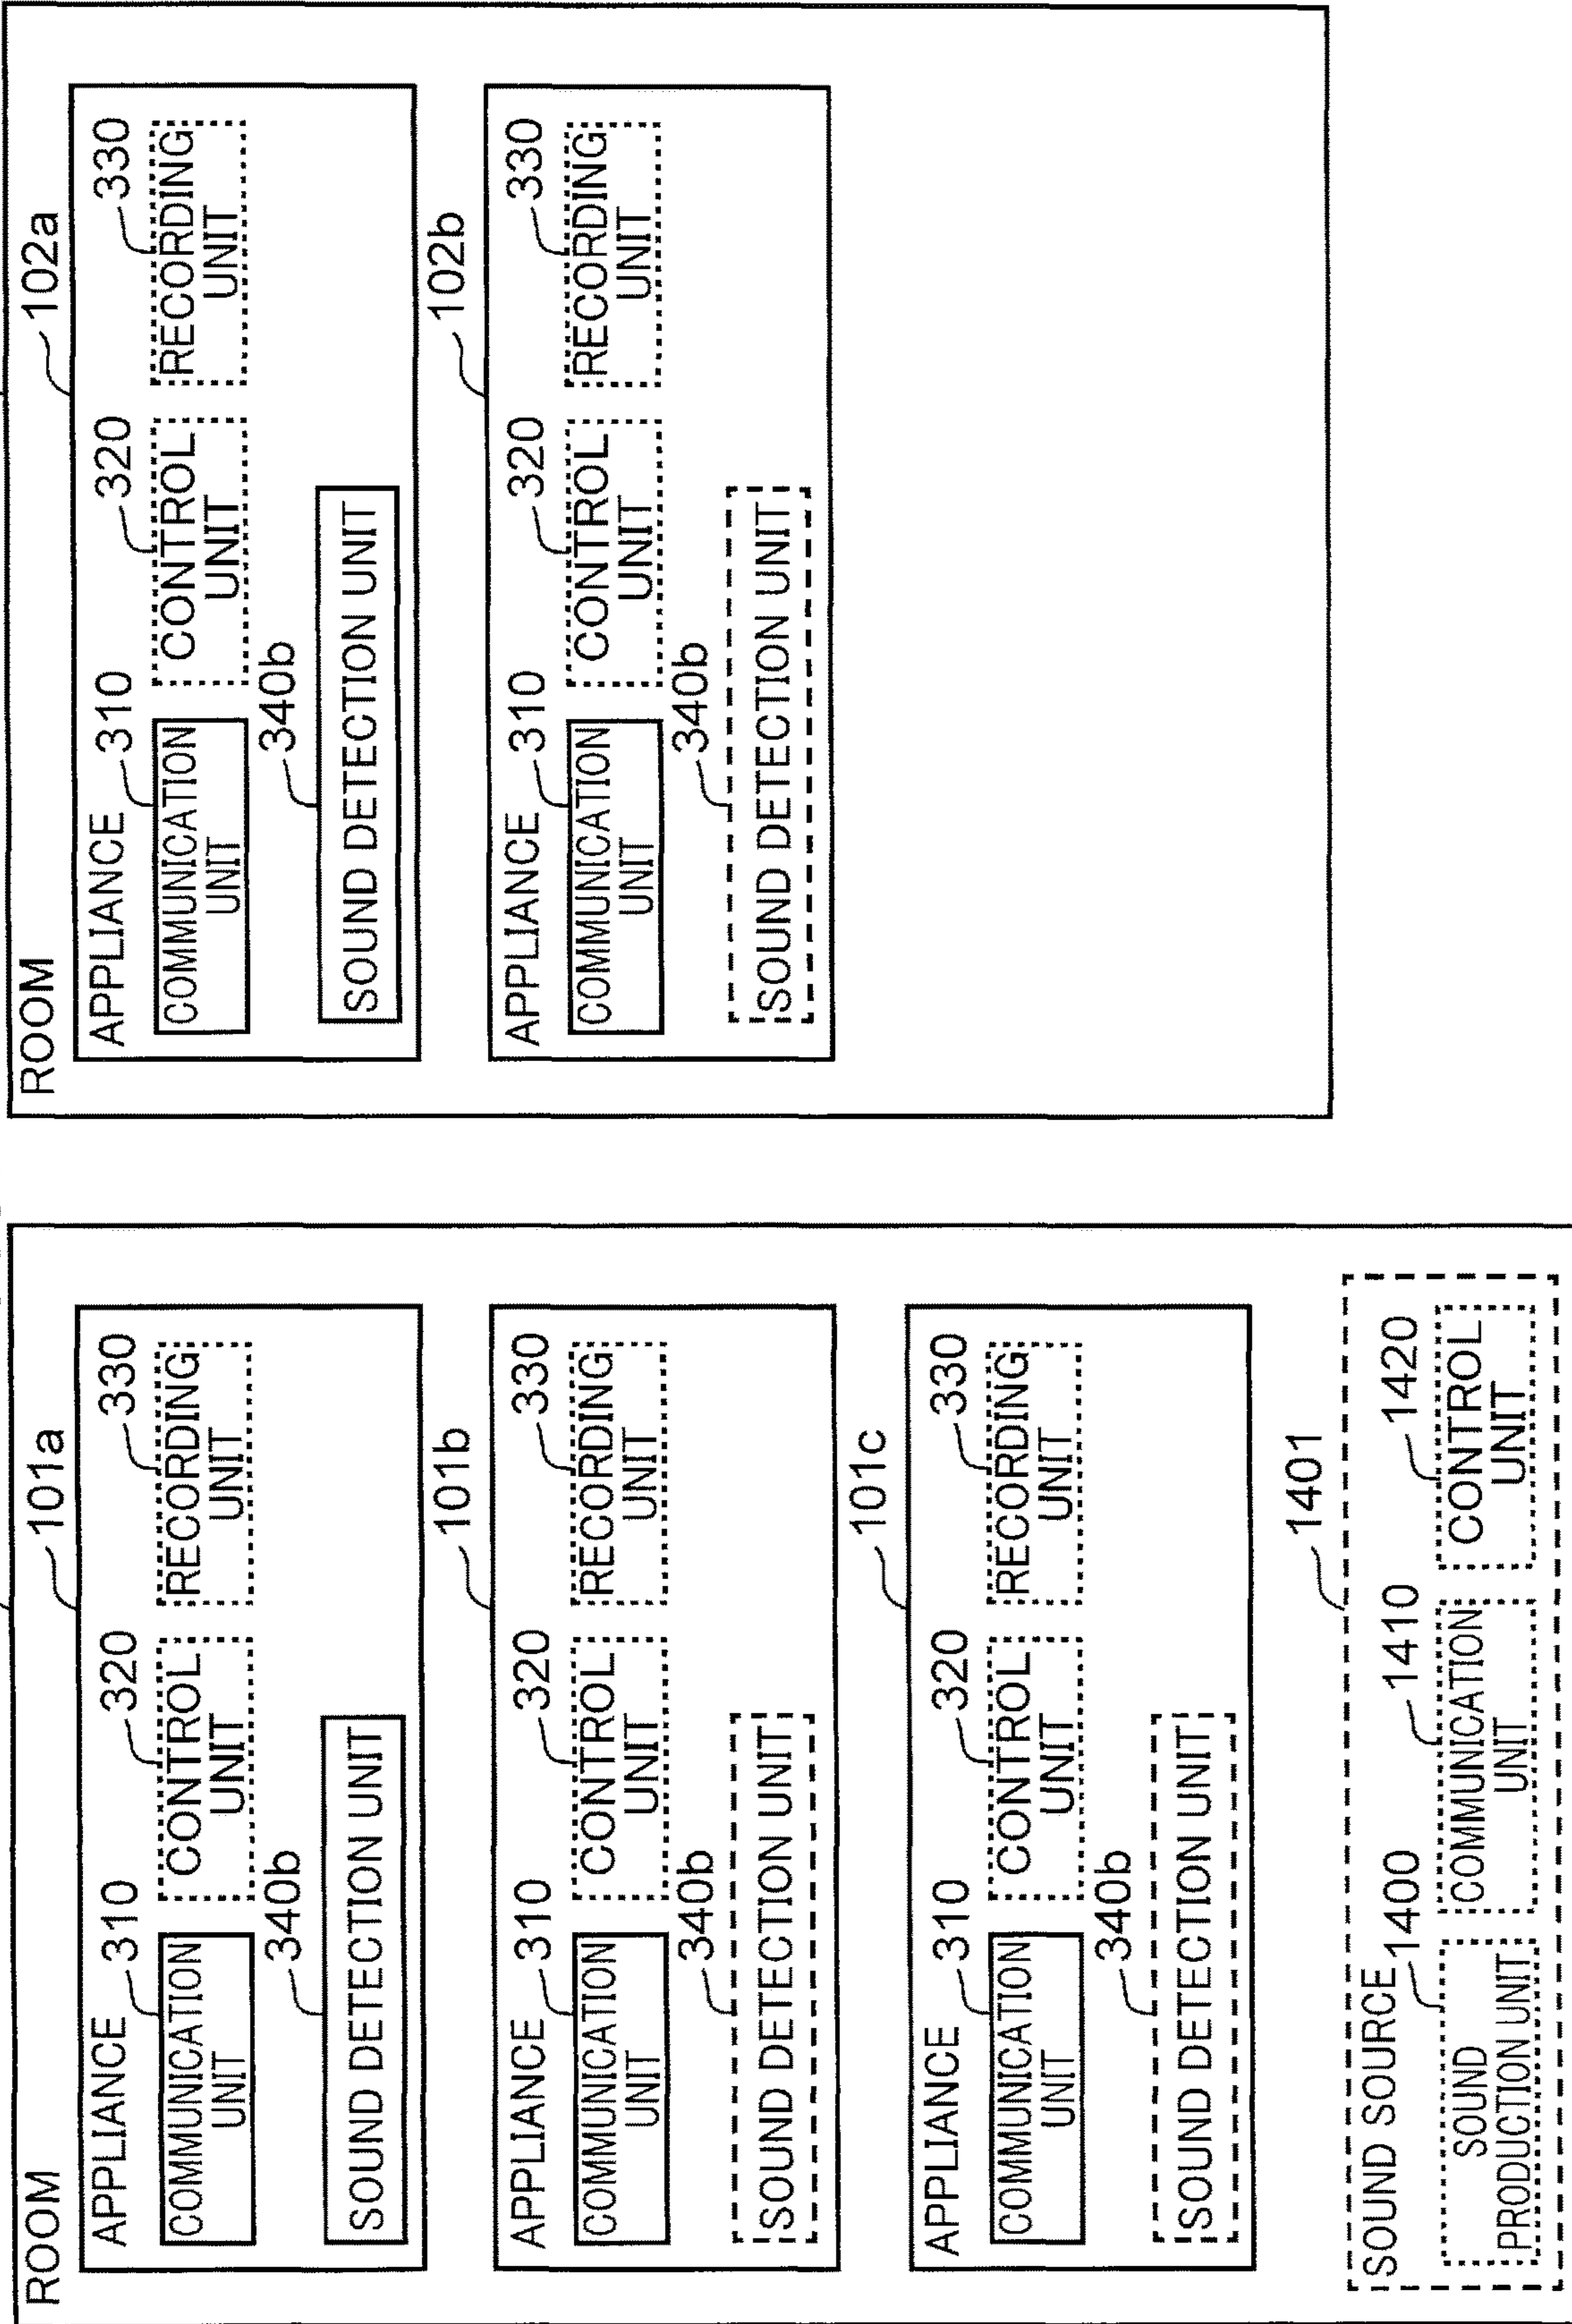 ROOM
101a
APPLIANCE
310
320
330
COMMUNICATION
UNIT
CONTROL
UNIT
RECORDING
UNIT
340b
SOUND DETECTION UNIT
101b
APPLIANCE
310
320
330
COMMUNICATION
UNIT
CONTROL
UNIT
RECORDING
UNIT
340b
SOUND DETECTION UNIT
101c
APPLIANCE
310
320
330
COMMUNICATION
UNIT
CONTROL
UNIT
RECORDING
UNIT
340b
SOUND DETECTION UNIT
1401
SOUND SOURCE
1400
1410
1420
SOUND
PRODUCTION UNIT
COMMUNICATION
UNIT
CONTROL
UNIT
ROOM
102a
APPLIANCE
310
320
330
COMMUNICATION
UNIT
CONTROL
UNIT
RECORDING
UNIT
340b
SOUND DETECTION UNIT
102b
APPLIANCE
310
320
330
COMMUNICATION
UNIT
CONTROL
UNIT
RECORDING
UNIT
340b
SOUND DETECTION UNIT